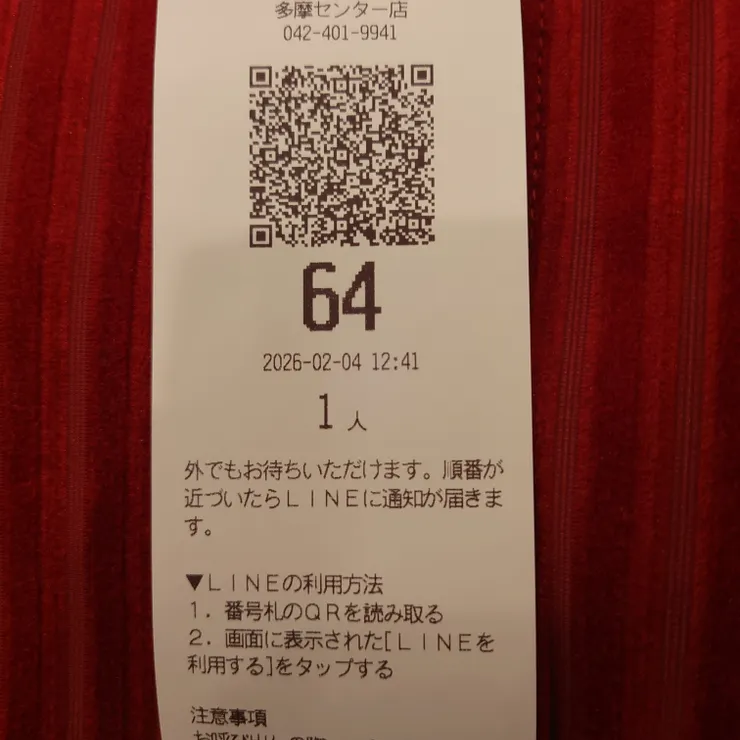 多摩センター店
042-401-9941
64
2026-02-04 12:41
1 人
外でもお待ちいただけます。順番が
近づいたらLINEに通知が届きま
す。
▼LINEの利用方法
1．番号札のQRを読み取る
2．画面に表示された[LINEを
利用する]をタップする
注意事項